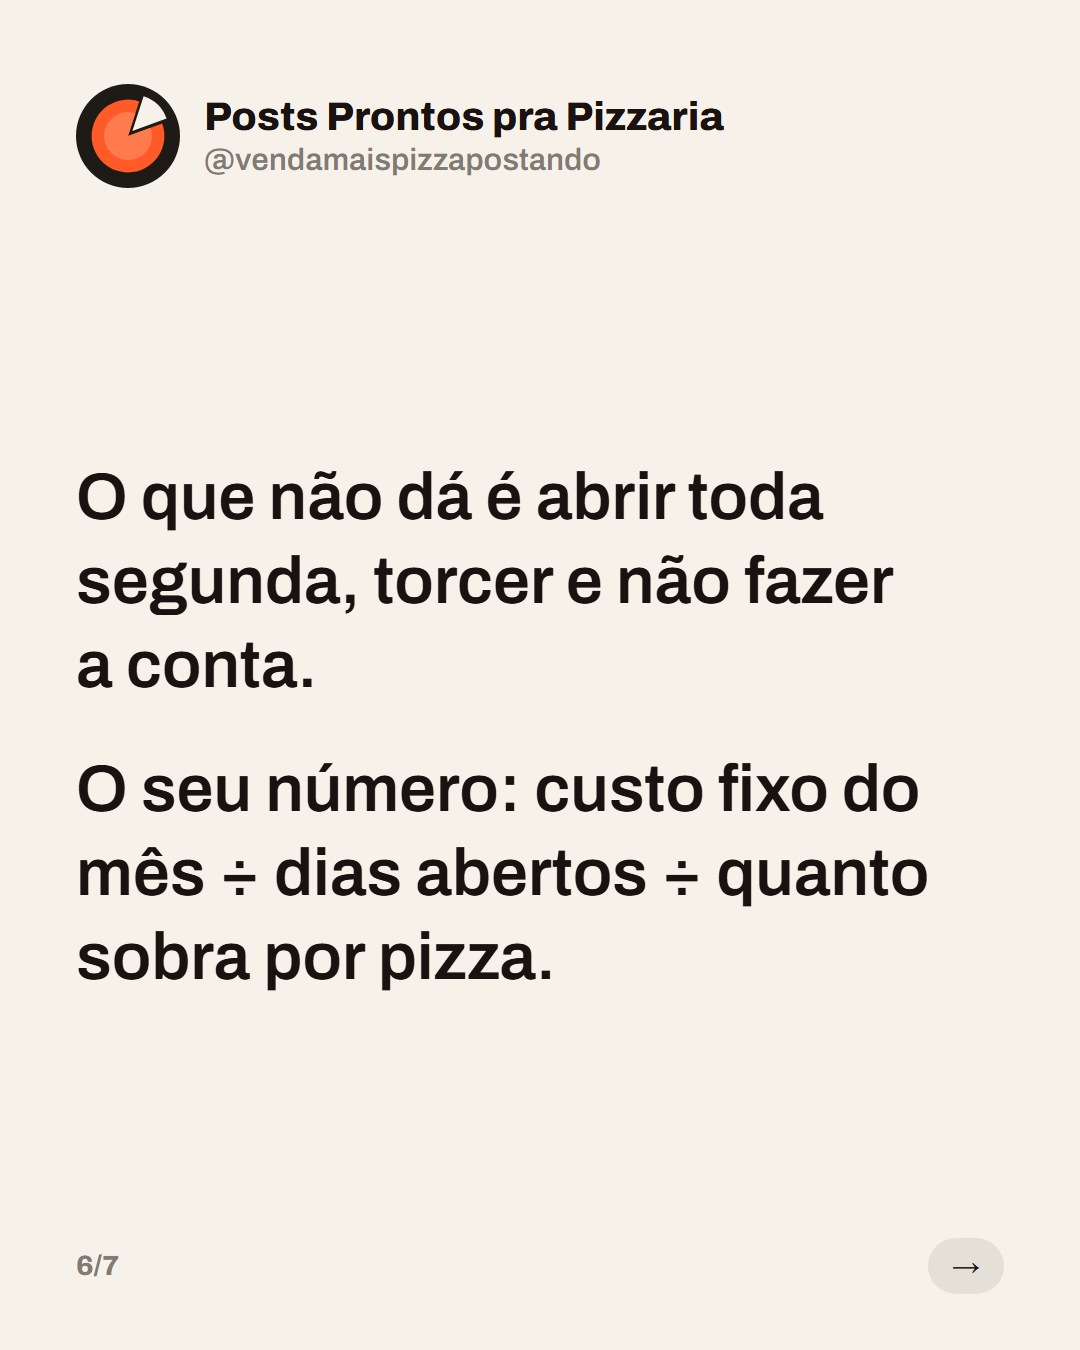 Posts Prontos pra Pizzaria
@vendamaispizzapostando
O que não dá é abrir toda
segunda, torcer e não fazer
a conta.
O seu número: custo fixo do
mês ÷ dias abertos ÷ quanto
sobra por pizza.
6/7
→